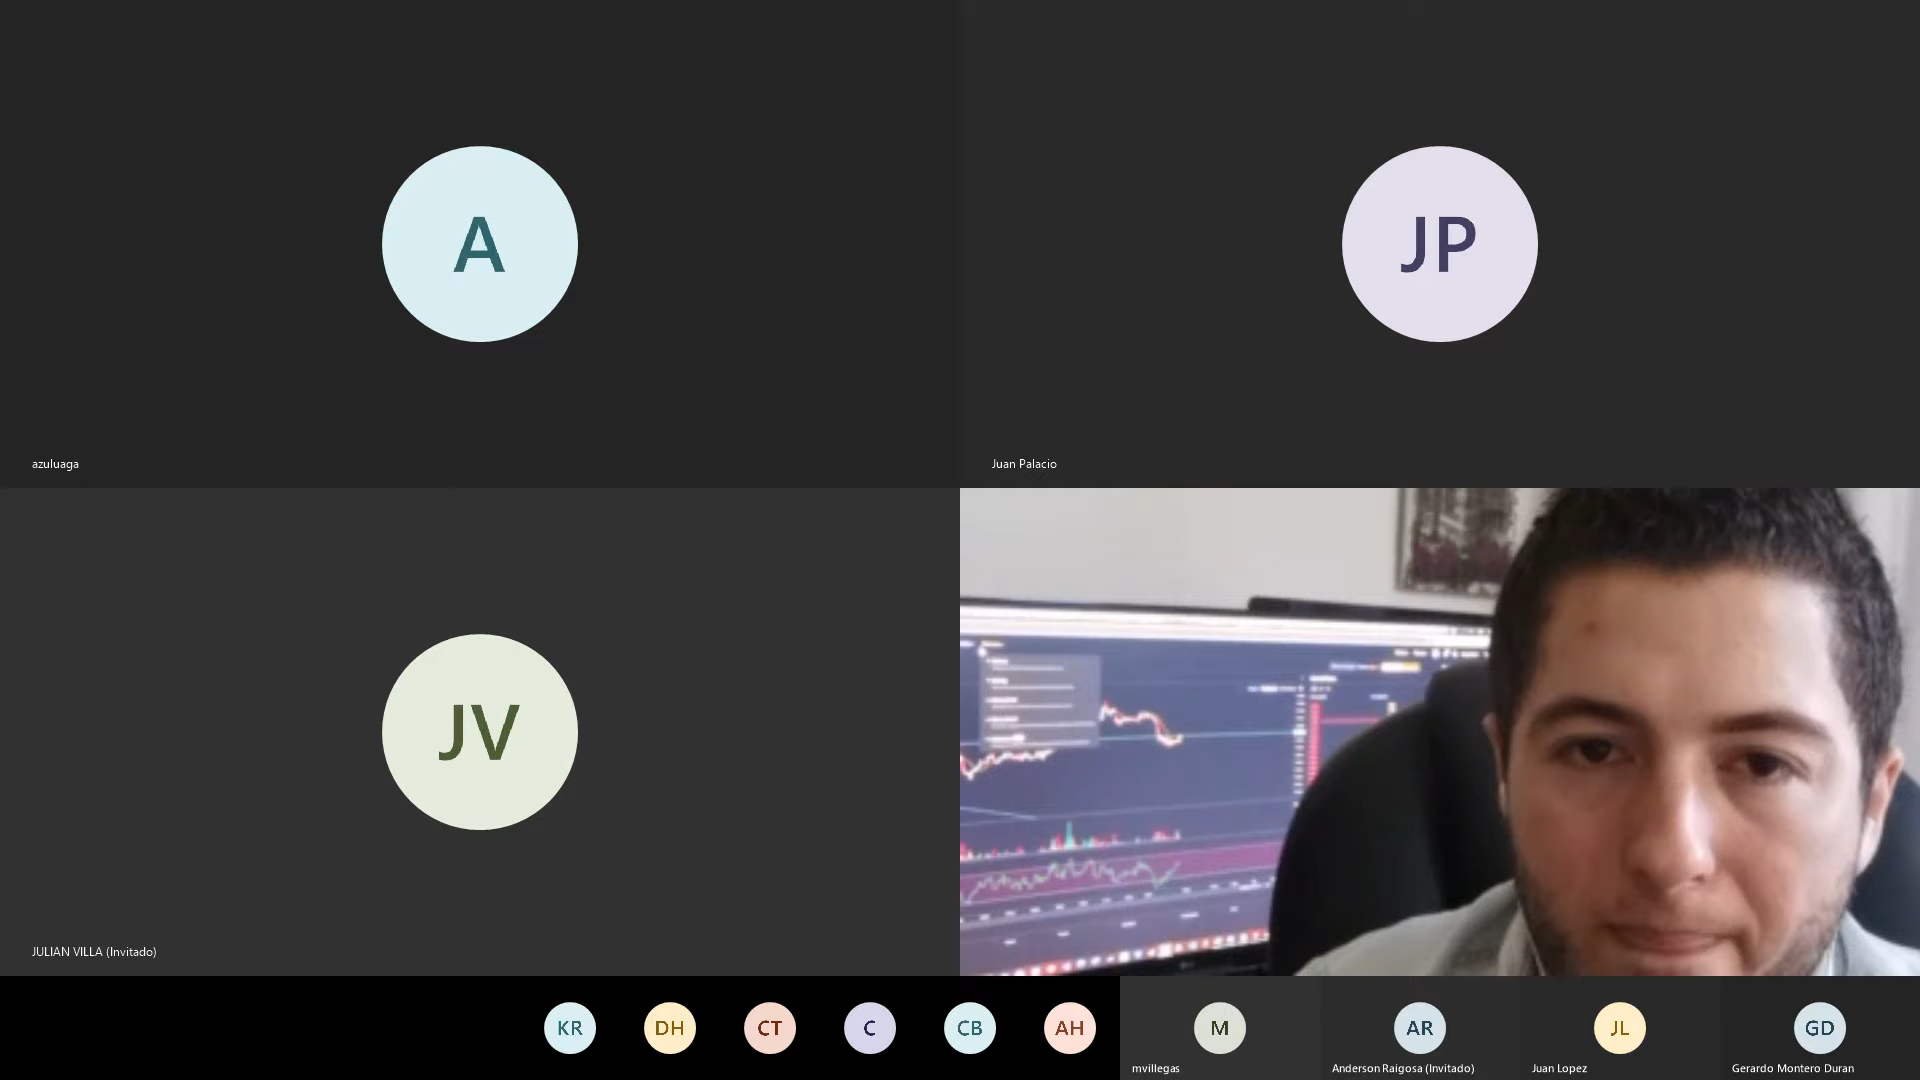 A
JP
azuluaga
Juan Palacio
JV
JULIAN VILLA (Invitado)
KR
DH
CT
C
CB
AH
M
AR
JL
GD
mvillegas
Anderson Raigosa (Invitado)
Juan Lopez
Gerardo Montero Duran